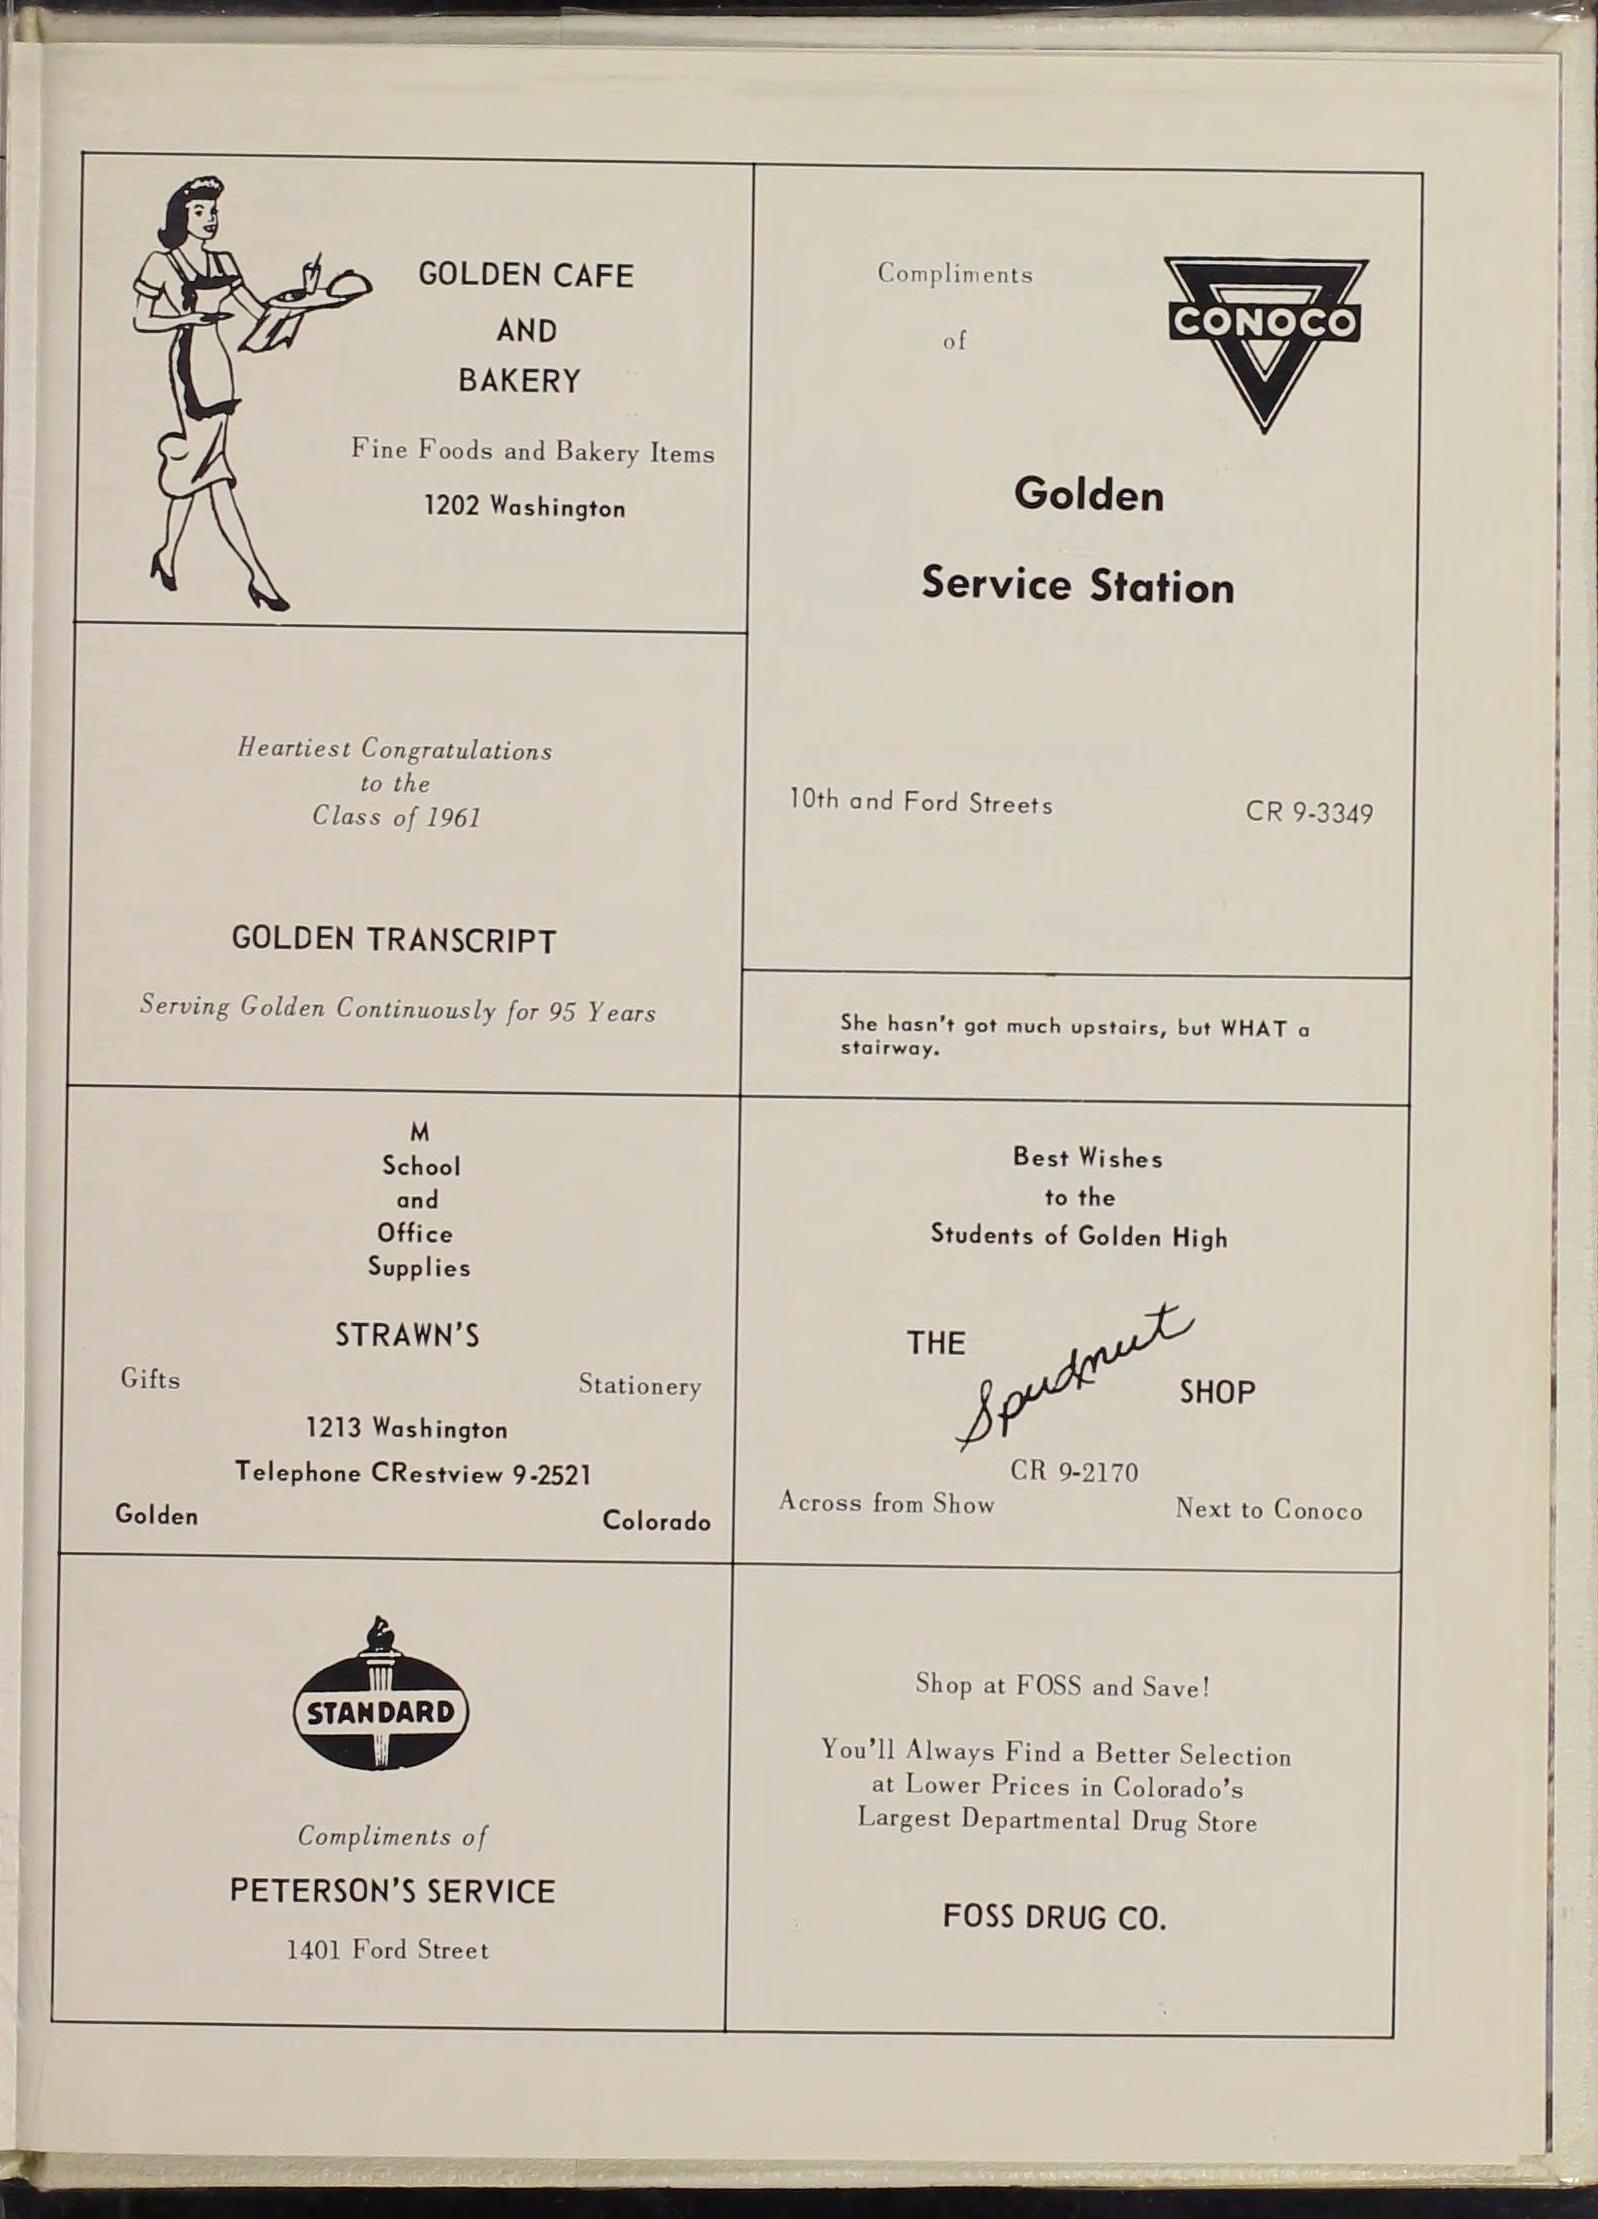 GOLDEN CAFE
AND
BAKERY
Fine Foods and Bakery Items
1202 Washington
Compliments
of
CONOCO
Golden
Service Station
10th and Ford Streets
CR 9-3349
Heartiest Congratulations
to the
Class of 1961
GOLDEN TRANSCRIPT
Serving Golden Continuously for 95 Years
She hasn't got much upstairs, but WHAT a
stairway.
M
School
and
Office
Supplies
STRAWN'S
Gifts
Stationery
1213 Washington
Telephone CRestview 9-2521
Golden
Colorado
Best Wishes
to the
Students of Golden High
THE
Spudnut
SHOP
CR 9-2170
Across from Show
Next to Conoco
STANDARD
Compliments of
PETERSON'S SERVICE
1401 Ford Street
Shop at FOSS and Save!
You'll Always Find a Better Selection
at Lower Prices in Colorado's
Largest Departmental Drug Store
FOSS DRUG CO.